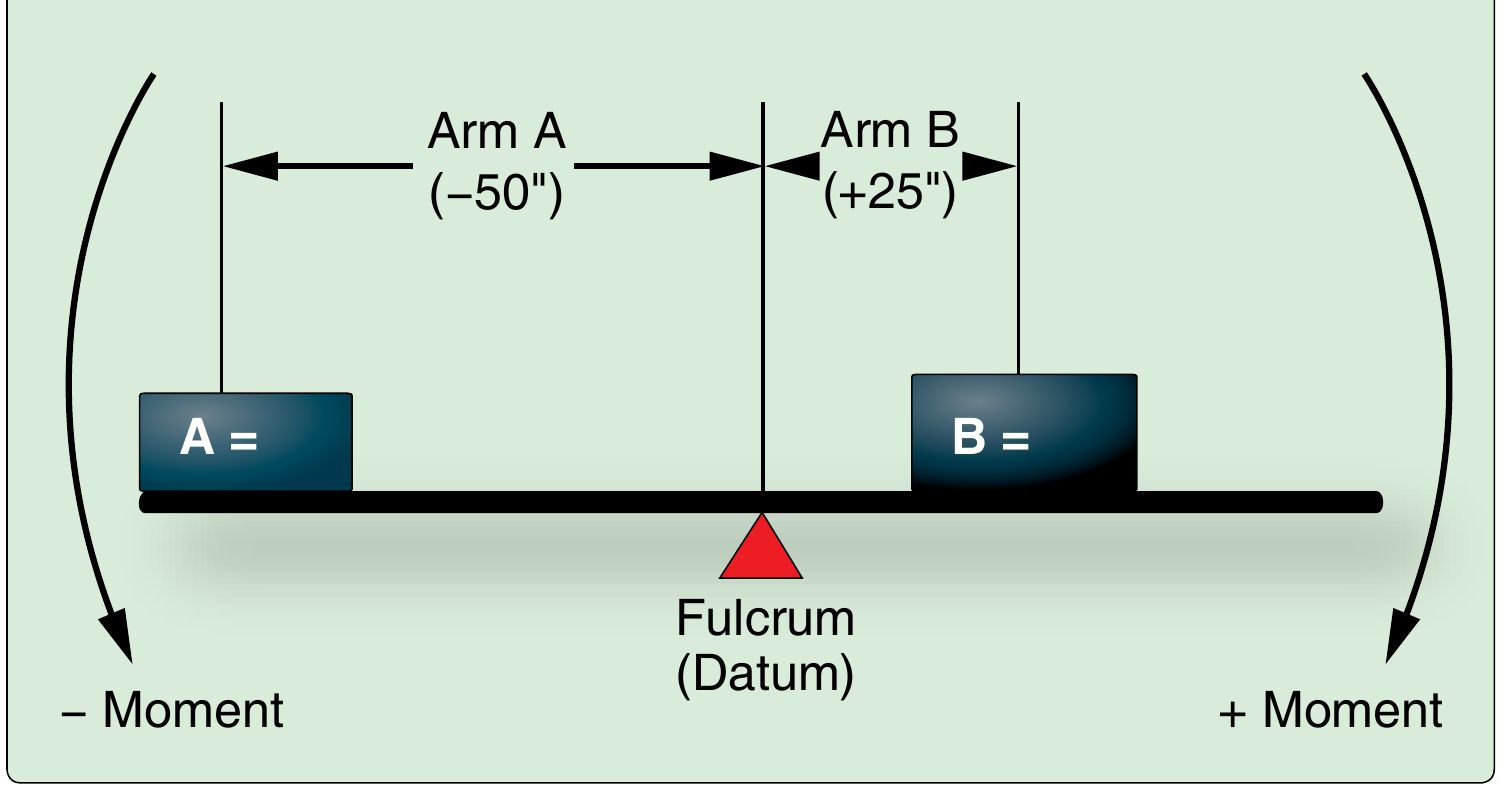 Arm A
(–50")
Arm B
(+25")
A =
B =
Fulcrum
(Datum)
– Moment
+ Moment